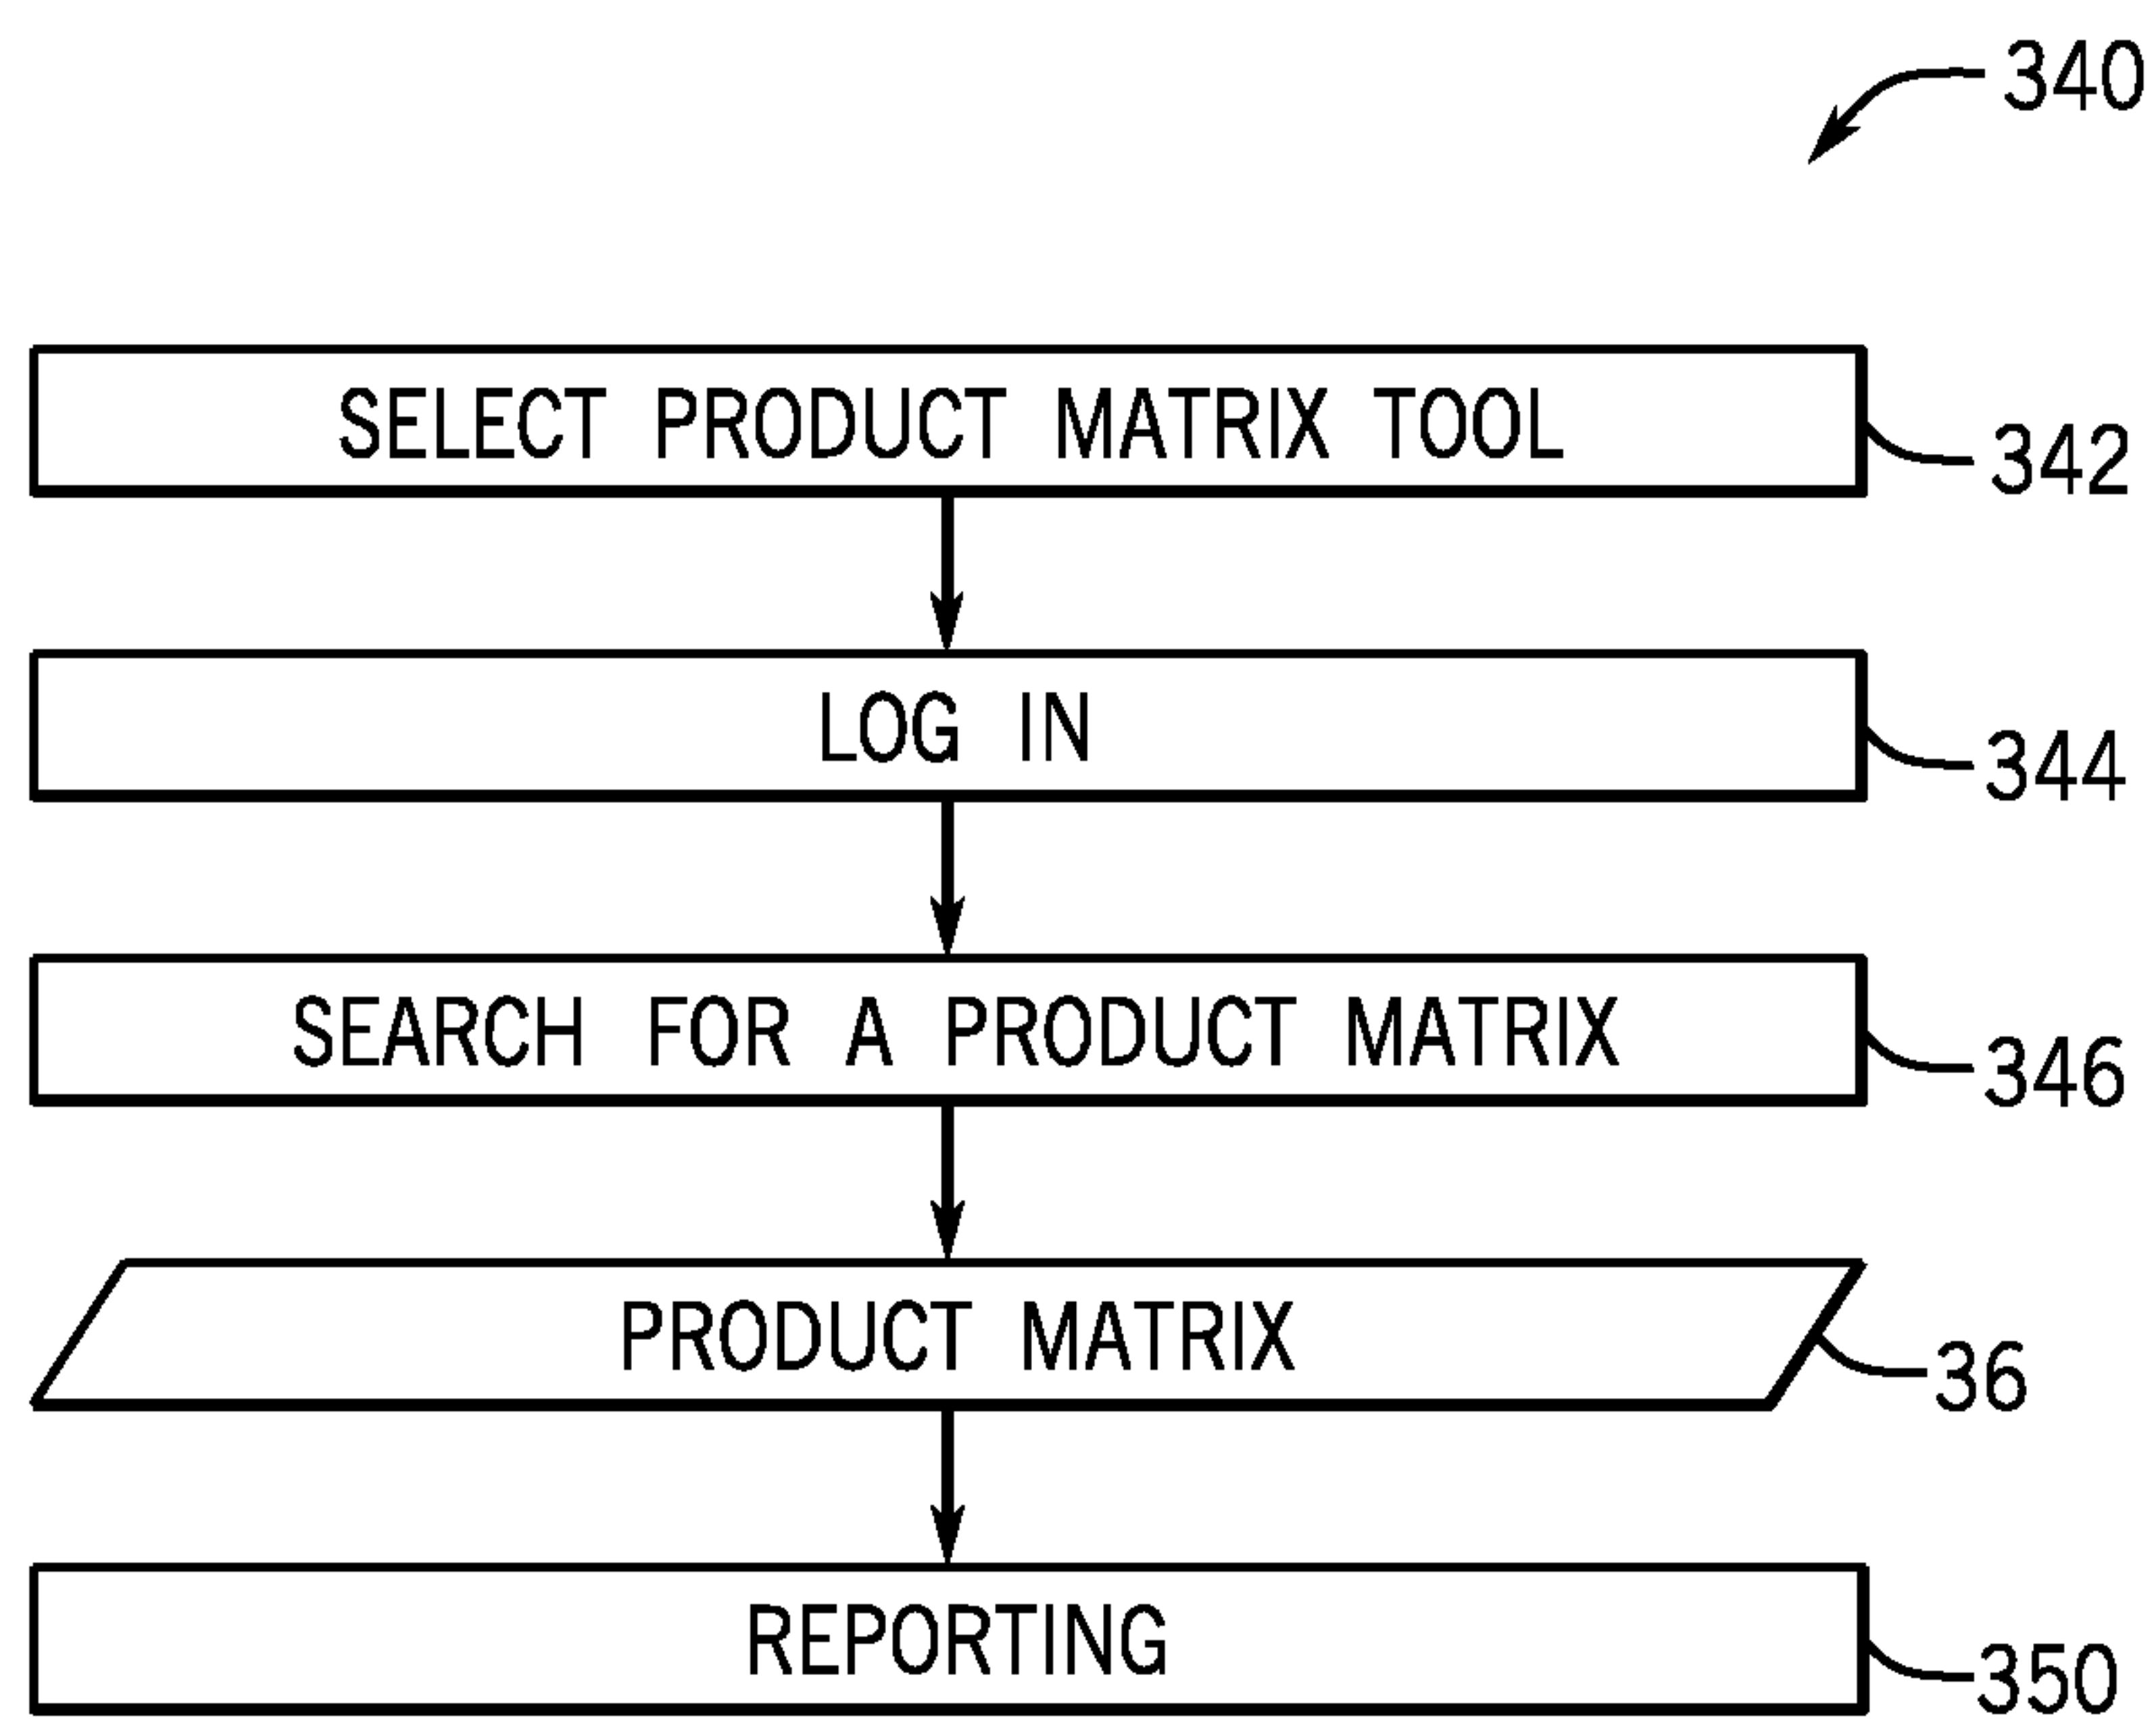 340
SELECT PRODUCT MATRIX TOOL
342
LOG IN
344
SEARCH FOR A PRODUCT MATRIX
346
PRODUCT MATRIX
36
REPORTING
350